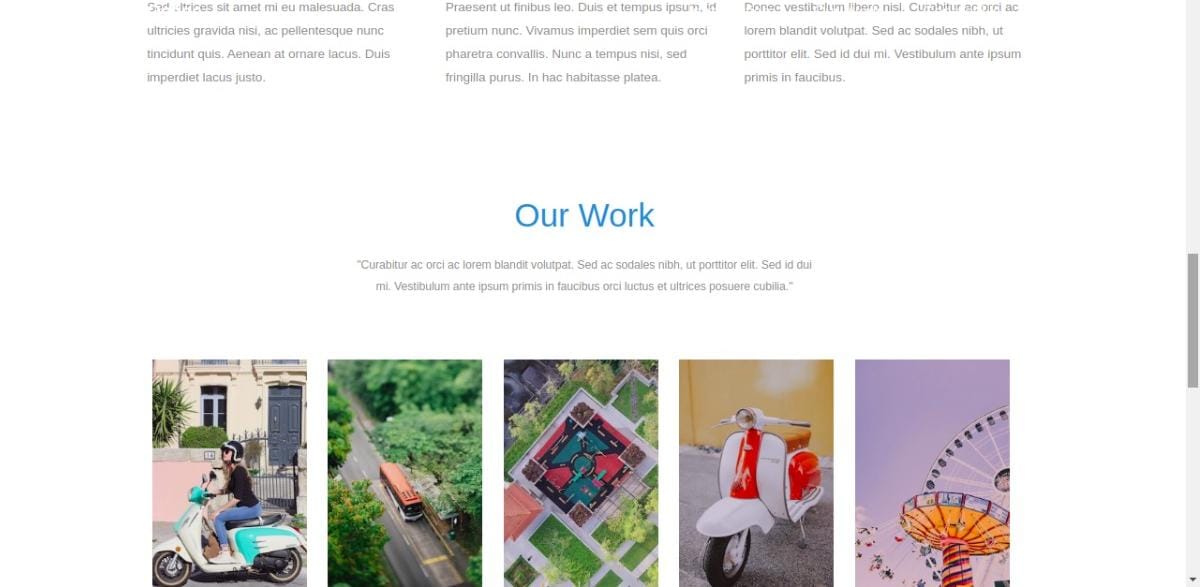 Sed ultrices sit amet mi eu malesuada. Cras
ultricies gravida nisi, ac pellentesque nunc
tincidunt quis. Aenean at ornare lacus. Duis
imperdiet lacus justo.
Praesent ut finibus leo. Duis et tempus ipsum, id
pretium nunc. Vivamus imperdiet sem quis orci
pharetra convallis. Nunc a tempus nisi, sed
fringilla purus. In hac habitasse platea.
Donec vestibulum libero nisl. Curabitur ac orci ac
lorem blandit volutpat. Sed ac sodales nibh, ut
porttitor elit. Sed id dui mi. Vestibulum ante ipsum
primis in faucibus.
Our Work
"Curabitur ac orci ac lorem blandit volutpat. Sed ac sodales nibh, ut porttitor elit. Sed id dui
mi. Vestibulum ante ipsum primis in faucibus orci luctus et ultrices posuere cubilia."